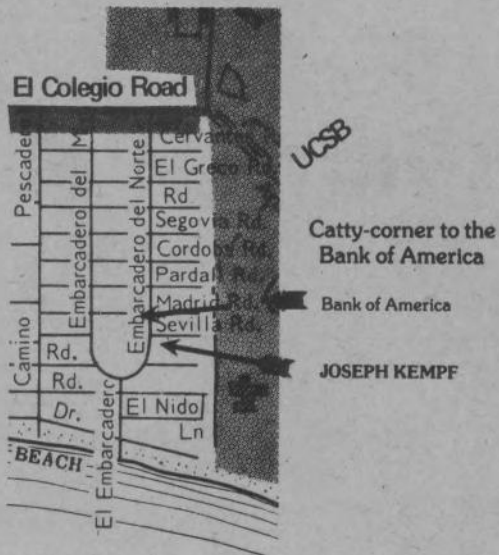 El Colegio Road
UCSB
Pescadero
Embarcadero del
Embarcadero del Norte
Cervantes
El Greco Rd
Rd
Segovia Rd.
Cordoba Rd.
Pardall Rd.
Madrid Rd.
Sevilla Rd.
Camino
Rd.
Rd.
Dr.
El Nido
Ln
El Embarcadero
BEACH
Catty-corner to the
Bank of America
Bank of America
JOSEPH KEMPF